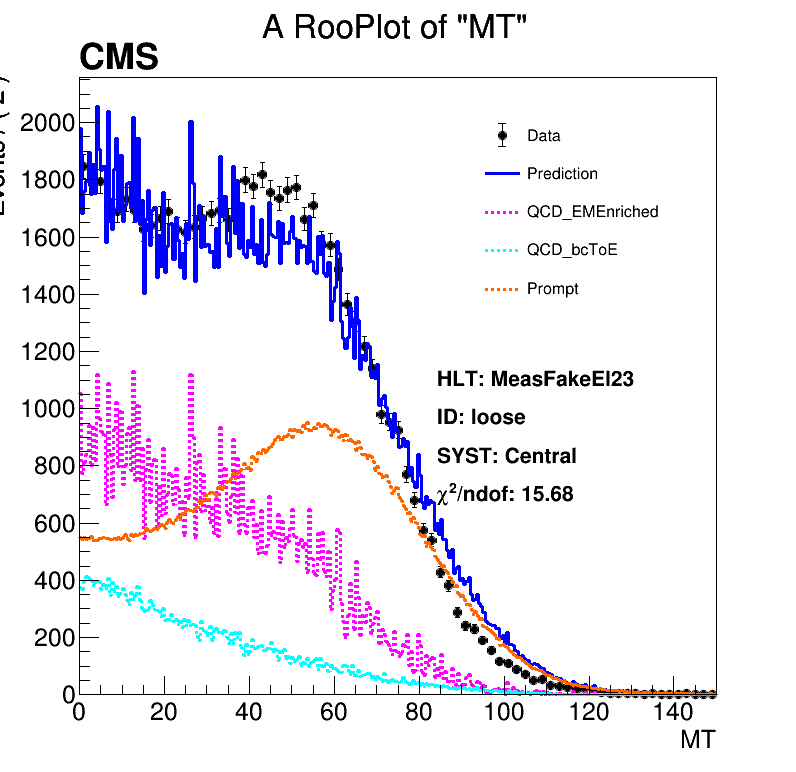 A RooPlot of "MT"
CMS
Events / ( 2 )
2000
1800
1600
1400
1200
1000
800
600
400
200
0
Data
Prediction
QCD_EMEnriched
QCD_bcToE
Prompt
HLT: MeasFakeEl23
ID: loose
SYST: Central
χ²/ndof: 15.68
0 20 40 60 80 100 120 140
MT